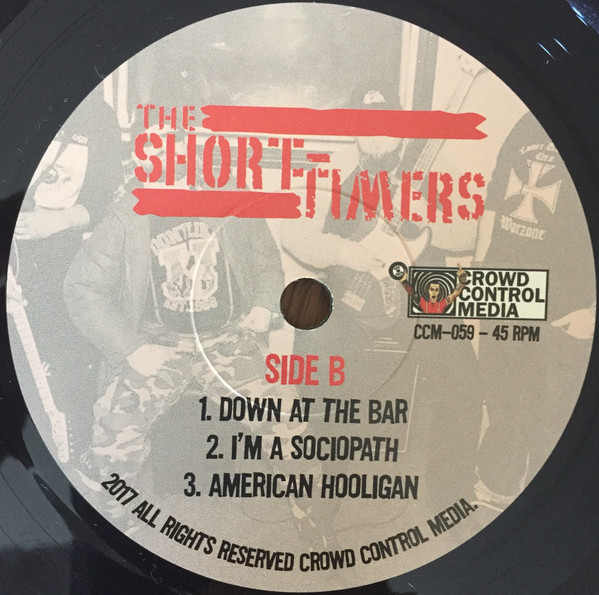 THE
SHORT-TIMERS
Warzone
CROWD
CONTROL
MEDIA
CCM-059 - 45 RPM
SIDE B
1. DOWN AT THE BAR
2. I'M A SOCIOPATH
3. AMERICAN HOOLIGAN
2017 ALL RIGHTS RESERVED CROWD CONTROL MEDIA.